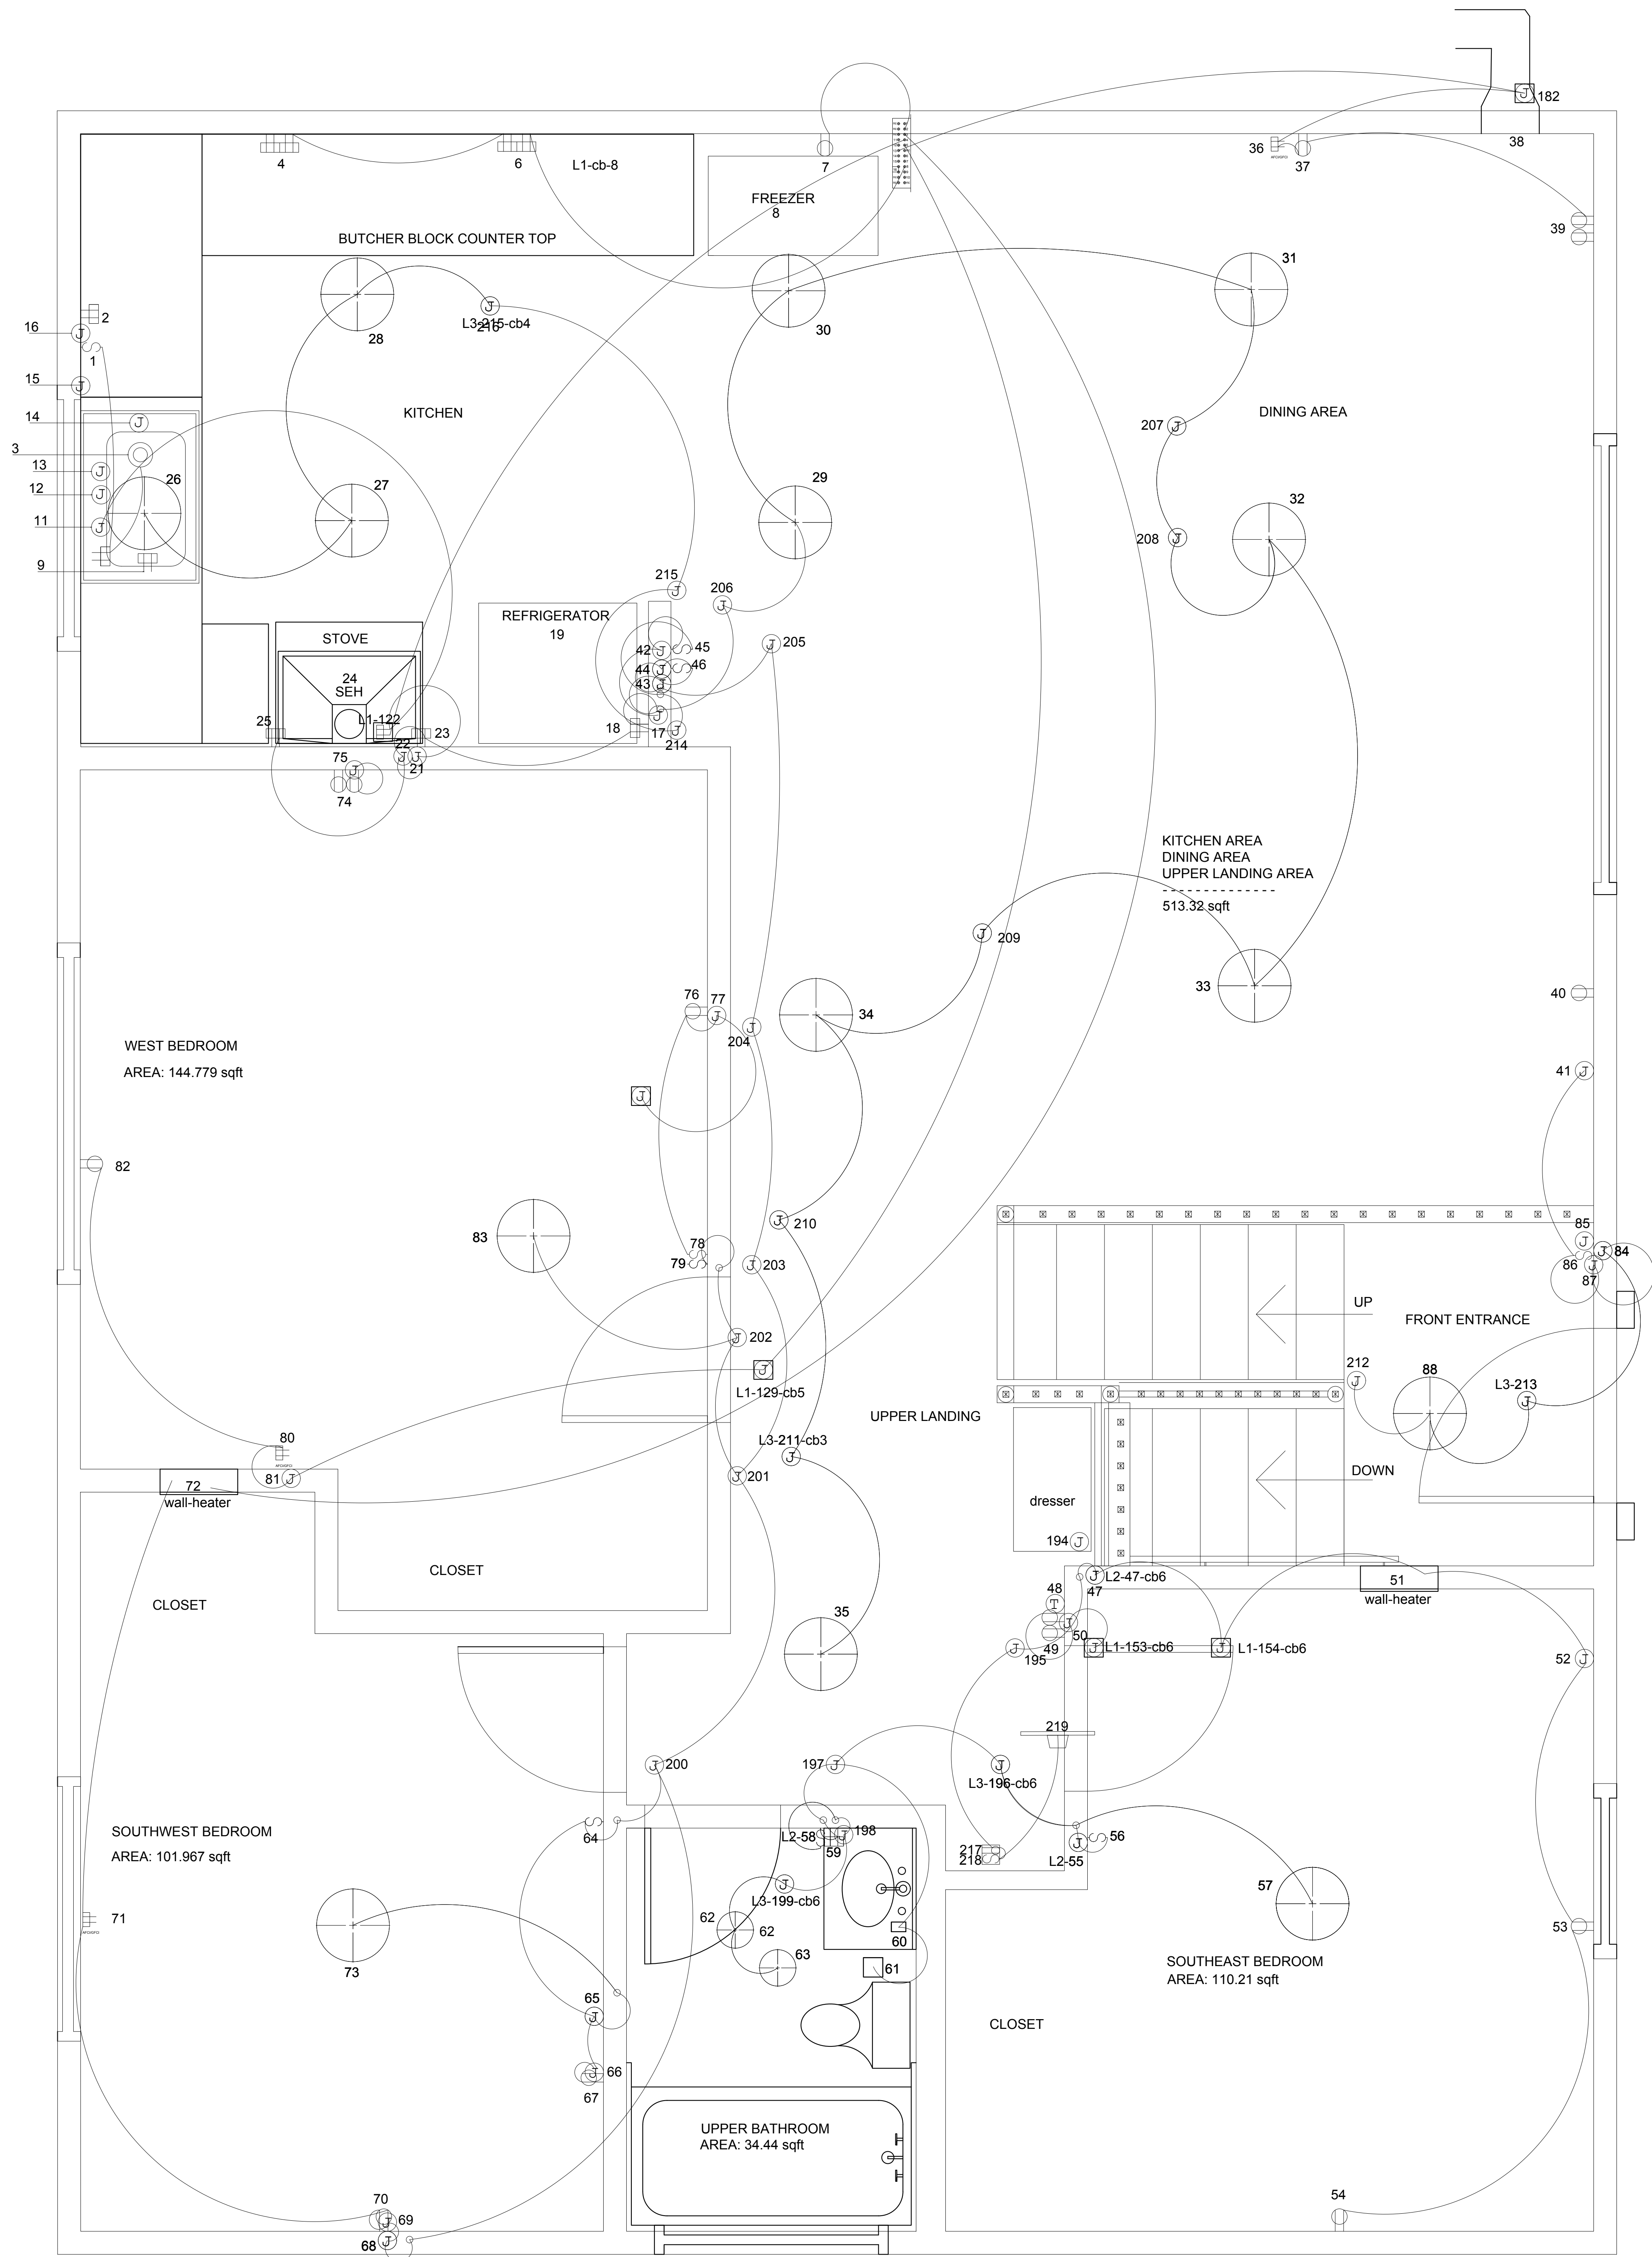 J 182
4
6
L1-cb-8
7
36
37
38
FREEZER
8
39
BUTCHER BLOCK COUNTER TOP
31
2
16 J
1
J
L3-215-cb4
28
30
15 J
KITCHEN
DINING AREA
14 J
207 J
3
13 J
26
12 J
27
29
32
11 J
208 J
9
215
J
206
J
REFRIGERATOR
19
STOVE
J 205
42 J 45
44 J 46
43 J
24
SEH
L1-122
25
23
18
J
17
J
214
22
J J
21
75 J
74
KITCHEN AREA
DINING AREA
UPPER LANDING AREA
- - - - - - - - - - - - - - -
513.32 sqft
J
209
33
40
76
77
J
34
J
204
WEST BEDROOM
AREA: 144.779 sqft
41 J
J
82
J
210
85
J
J 84
83
78
79
J 203
86 J
87
UP
FRONT ENTRANCE
J 202
J
L1-129-cb5
212
J
88
L3-213
J
UPPER LANDING
80
L3-211-cb3
J
81 J
J 201
DOWN
72
wall-heater
dresser
194 J
CLOSET
CLOSET
J L2-47-cb6
47
51
wall-heater
48
T
J
50
49
35
J
195
J L1-153-cb6
J L1-154-cb6
52 J
219
J 200
197 J
J
L3-196-cb6
SOUTHWEST BEDROOM
AREA: 101.967 sqft
64
L2-58
J 198
59
217
218
J 56
L2-55
J
L3-199-cb6
57
71
62
62
60
53
73
63
61
SOUTHEAST BEDROOM
AREA: 110.21 sqft
CLOSET
65
J
J 66
67
UPPER BATHROOM
AREA: 34.44 sqft
70
J 69
68 J
54